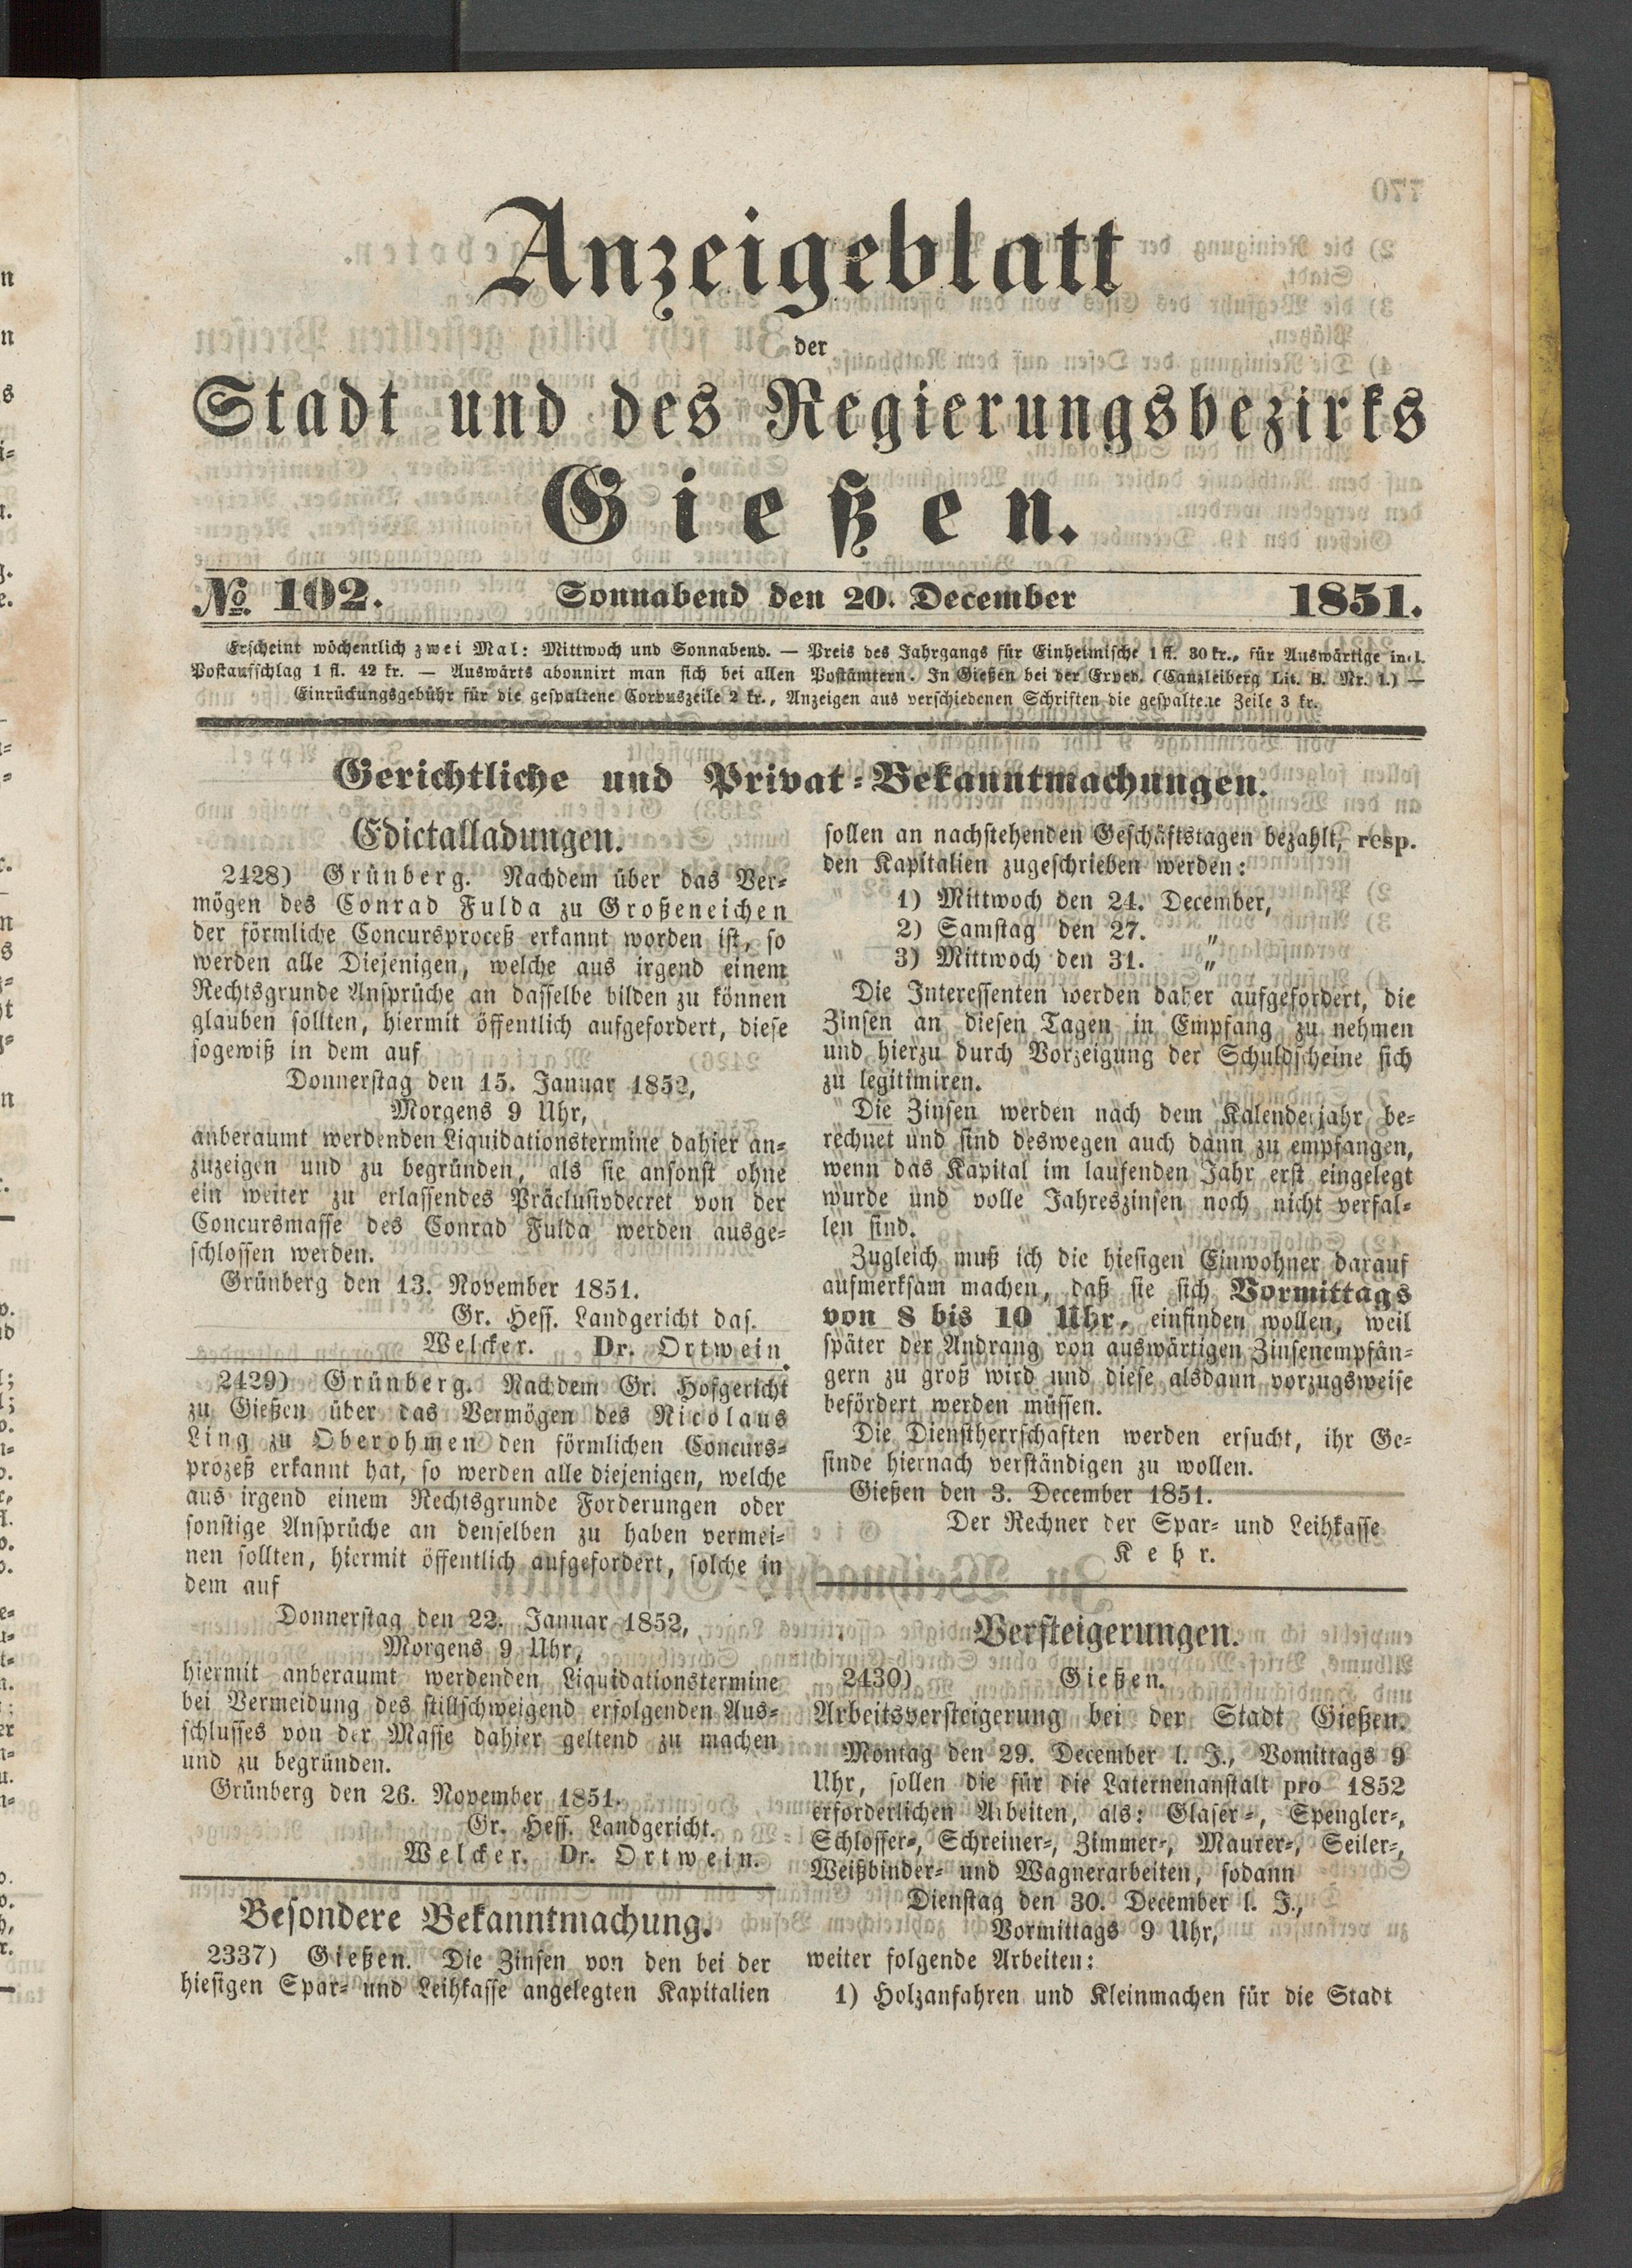 Anzeigeblatt
der
Stadt und des Regierungsbezirks
Gießen.
No. 102. Sonnabend den 20. December 1851.
Erscheint wöchentlich zwei Mal: Mittwoch und Sonnabend. — Preis des Jahrgangs für Einheimische 1 fl. 30 kr., für Auswärtige incl.
Postaufschlag 1 fl. 42 kr. — Auswärts abonnirt man sich bei allen Postämtern. In Gießen bei der Exped. (Canzleiberg Lit. B. Nr. 1.) —
Einrückungsgebühr für die gespaltene Corpuszeile 2 kr., Anzeigen aus verschiedenen Schriften die gespaltene Zeile 3 kr.
Gerichtliche und Privat-Bekanntmachungen.
Edictalladungen.
2428) Grünberg. Nachdem über das Ver-
mögen des Conrad Fulda zu Großeneichen
der förmliche Concursproceß erkannt worden ist, so
werden alle Diejenigen, welche aus irgend einem
Rechtsgrunde Ansprüche an dasselbe bilden zu können
glauben sollten, hiermit öffentlich aufgefordert, diese
sogewiß in dem auf
Donnerstag den 15. Januar 1852,
Morgens 9 Uhr,
anberaumt werdenden Liquidationstermine dahier an-
zuzeigen und zu begründen, als sie ansonst ohne
ein weiter zu erlassendes Präclusivdecret von der
Concursmasse des Conrad Fulda werden ausge-
schlossen werden.
Grünberg den 13. November 1851.
Gr. Hess. Landgericht das.
Welcker. Dr. Ortwein.
2429) Grünberg. Nachdem Gr. Hofgericht
zu Gießen über das Vermögen des Nicolaus
Ling zu Oberohmen den förmlichen Concurs-
prozeß erkannt hat, so werden alle diejenigen, welche
aus irgend einem Rechtsgrunde Forderungen oder
sonstige Ansprüche an denselben zu haben vermei-
nen sollten, hiermit öffentlich aufgefordert, solche in
dem auf
Donnerstag den 22. Januar 1852,
Morgens 9 Uhr,
hiermit anberaumt werdenden Liquidationstermine
bei Vermeidung des stillschweigend erfolgenden Aus-
schlusses von der Masse dahier geltend zu machen
und zu begründen.
Grünberg den 26. November 1851.
Gr. Hess. Landgericht.
Welcker. Dr. Ortwein.
Besondere Bekanntmachung.
2337) Gießen. Die Zinsen von den bei der
hiesigen Spar- und Leihkasse angelegten Kapitalien
sollen an nachstehenden Geschäftstagen bezahlt, resp.
den Kapitalien zugeschrieben werden:
1) Mittwoch den 24. December,
2) Samstag den 27. „
3) Mittwoch den 31. „
Die Interessenten werden daher aufgefordert, die
Zinsen an diesen Tagen in Empfang zu nehmen
und hierzu durch Vorzeigung der Schuldscheine sich
zu legitimiren.
Die Zinsen werden nach dem Kalenderjahr be-
rechnet und sind deswegen auch dann zu empfangen,
wenn das Kapital im laufenden Jahr erst eingelegt
wurde und volle Jahreszinsen noch nicht verfal-
len sind.
Zugleich muß ich die hiesigen Einwohner darauf
aufmerksam machen, daß sie sich Vormittags
von 8 bis 10 Uhr, einfinden wollen, weil
später der Andrang von auswärtigen Zinsenempfän-
gern zu groß wird und diese alsdann vorzugsweise
befördert werden müssen.
Die Dienstherrschaften werden ersucht, ihr Ge-
sinde hiernach verständigen zu wollen.
Gießen den 3. December 1851.
Der Rechner der Spar- und Leihkasse
Kehr.
Versteigerungen.
2430) Gießen.
Arbeitsversteigerung bei der Stadt Gießen.
Montag den 29. December l. J., Vomittags 9
Uhr, sollen die für die Laternenanstalt pro 1852
erforderlichen Arbeiten, als: Glaser-, Spengler-,
Schlosser-, Schreiner-, Zimmer-, Maurer-, Seiler-,
Weißbinder- und Wagnerarbeiten, sodann
Dienstag den 30. December l. J.,
Vormittags 9 Uhr,
weiter folgende Arbeiten:
1) Holzanfahren und Kleinmachen für die Stadt